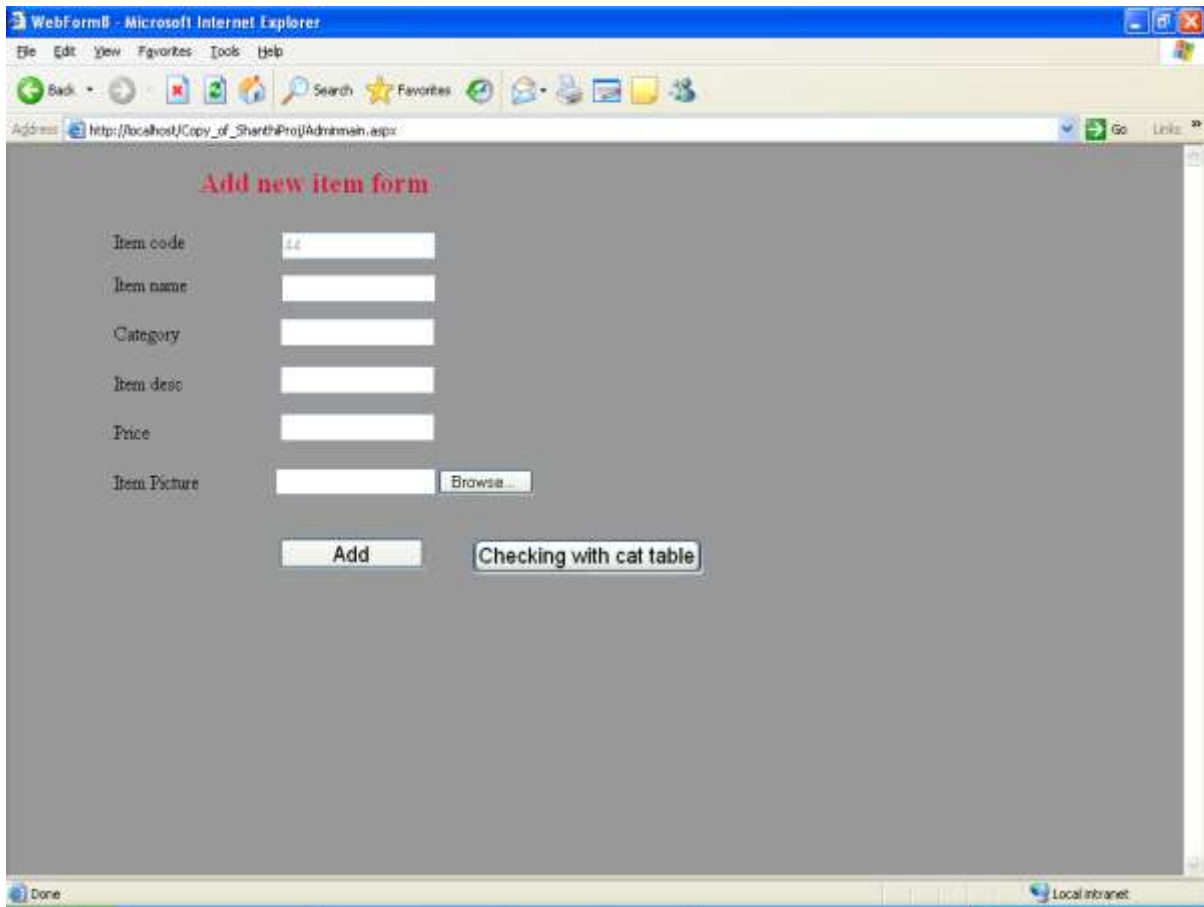 WebForm8 - Microsoft Internet Explorer
File Edit View Favorites Tools Help
Back Search Favorites
Address http://localhost/Copy_of_ShanthiProj/Adminmain.aspx Go Links »
Add new item form
Item code 44
Item name
Category
Item desc
Price
Item Picture Browse...
Add Checking with cat table
Done Local intranet